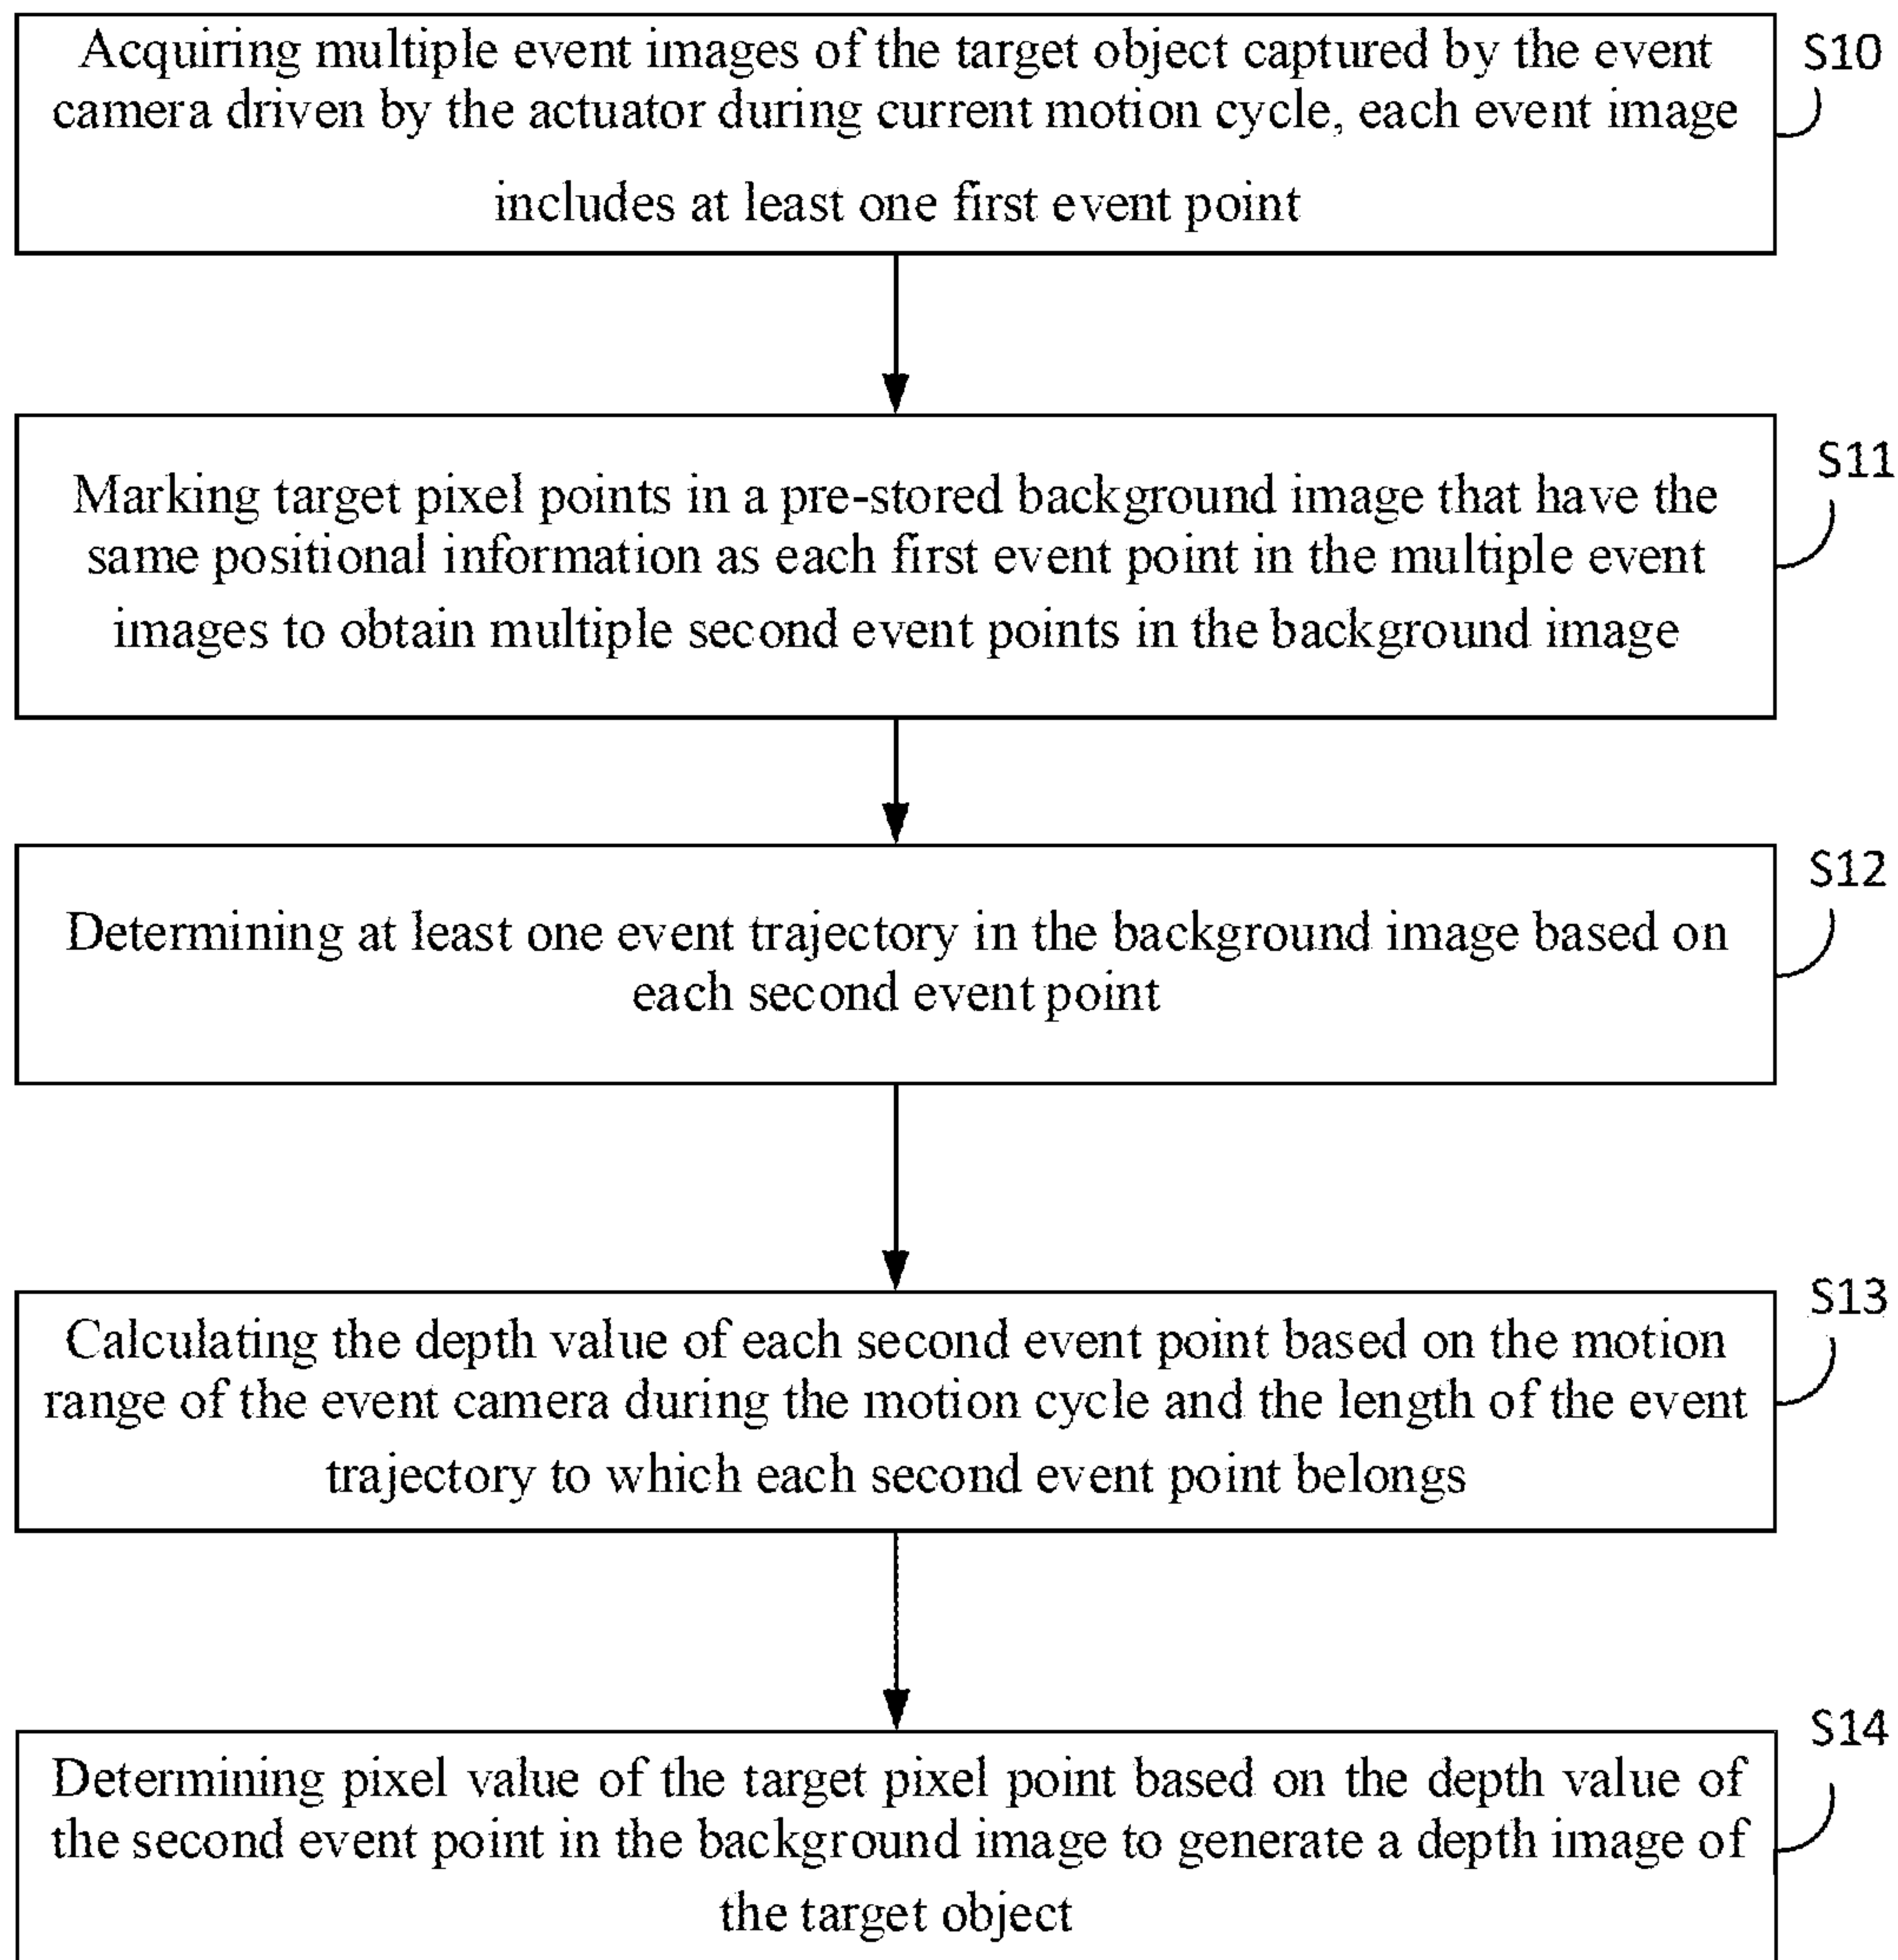 Acquiring multiple event images of the target object captured by the event
camera driven by the actuator during current motion cycle, each event image
includes at least one first event point
S10
Marking target pixel points in a pre-stored background image that have the
same positional information as each first event point in the multiple event
images to obtain multiple second event points in the background image
S11
Determining at least one event trajectory in the background image based on
each second event point
S12
Calculating the depth value of each second event point based on the motion
range of the event camera during the motion cycle and the length of the event
trajectory to which each second event point belongs
S13
Determining pixel value of the target pixel point based on the depth value of
the second event point in the background image to generate a depth image of
the target object
S14